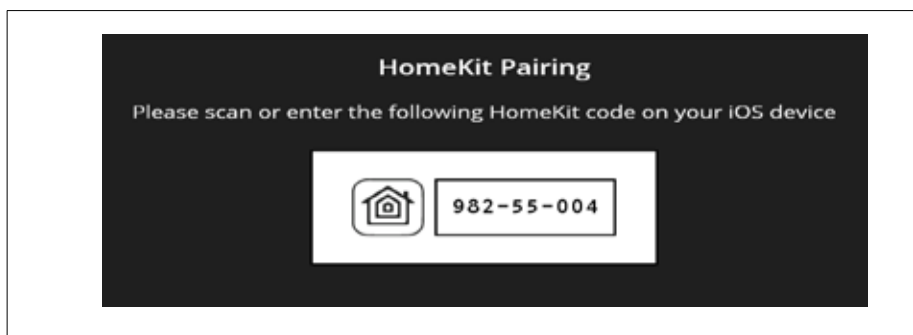 HomeKit Pairing
Please scan or enter the following HomeKit code on your iOS device
982-55-004